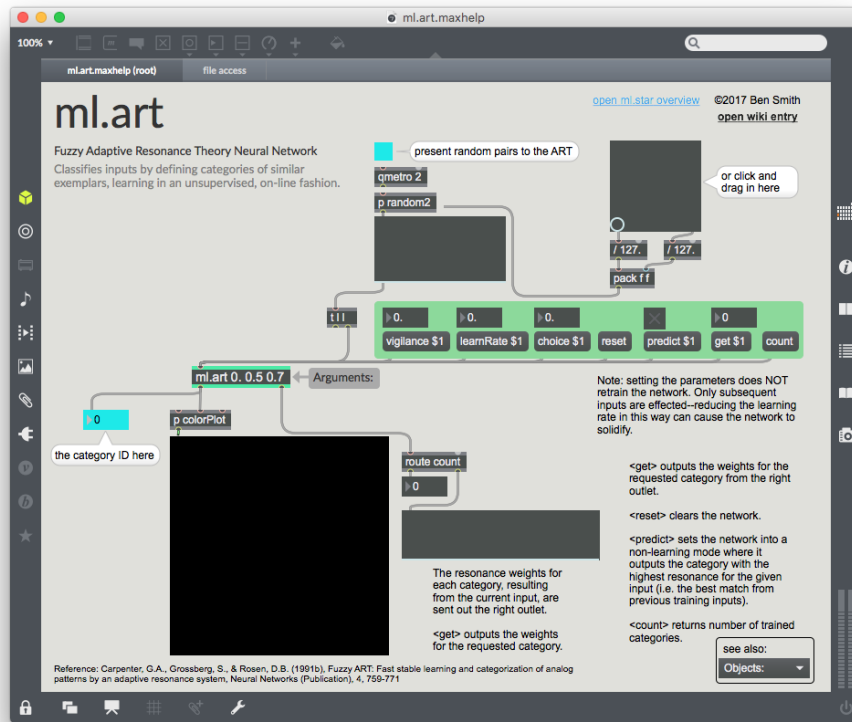 ml.art.maxhelp
100%
ml.art.maxhelp (root)
file access
ml.art
open ml.star overview
©2017 Ben Smith
open wiki entry
Fuzzy Adaptive Resonance Theory Neural Network
Classifies inputs by defining categories of similar
exemplars, learning in an unsupervised, on-line fashion.
present random pairs to the ART
qmetro 2
p random2
or click and
drag in here
/ 127.
/ 127.
pack f f
t l l
0.
0.
0.
0
vigilance $1
learnRate $1
choice $1
reset
predict $1
get $1
count
ml.art 0. 0.5 0.7
Arguments:
Note: setting the parameters does NOT
retrain the network. Only subsequent
inputs are effected--reducing the learning
rate in this way can cause the network to
solidify.
0
p colorPlot
the category ID here
route count
0
<get> outputs the weights for the
requested category from the right
outlet.
<reset> clears the network.
<predict> sets the network into a
non-learning mode where it
outputs the category with the
highest resonance for the given
input (i.e. the best match from
previous training inputs).
<count> returns number of trained
categories.
The resonance weights for
each category, resulting
from the current input, are
sent out the right outlet.
<get> outputs the weights
for the requested category.
see also:
Objects:
Reference: Carpenter, G.A., Grossberg, S., & Rosen, D.B. (1991b), Fuzzy ART: Fast stable learning and categorization of analog
patterns by an adaptive resonance system, Neural Networks (Publication), 4, 759-771